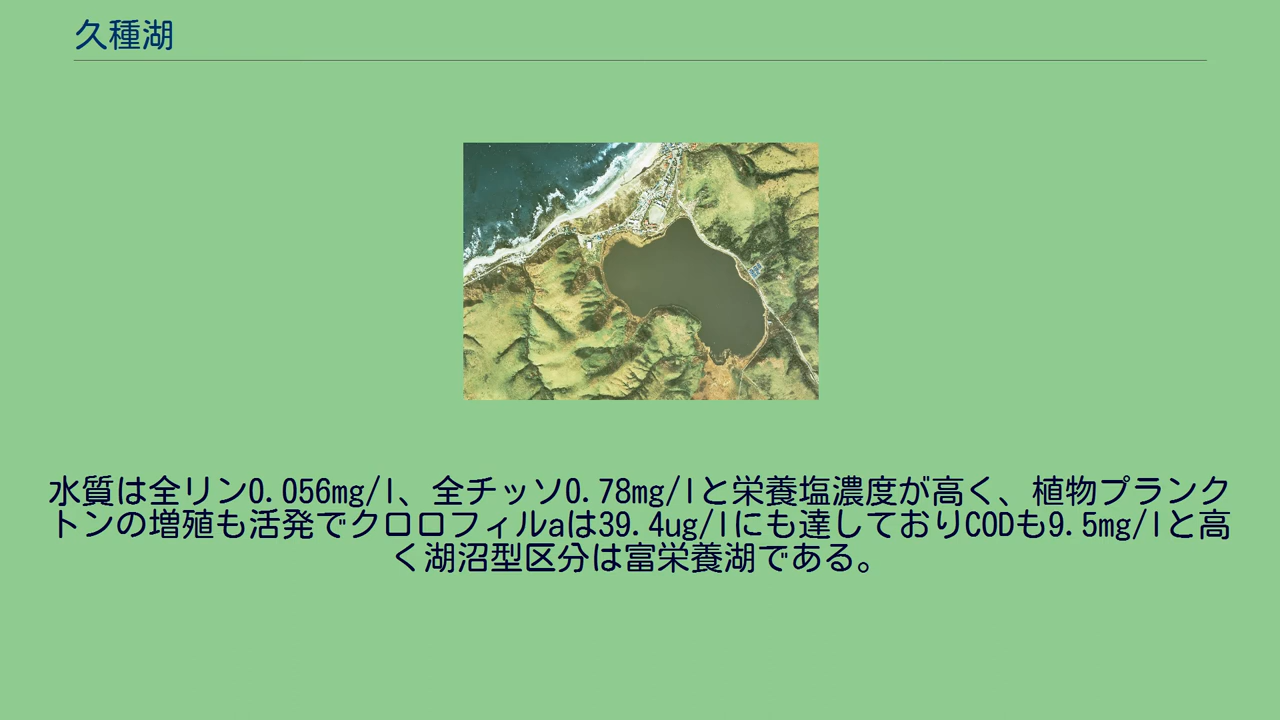 久種湖
水質は全リン0.056mg/l、全チッソ0.78mg/lと栄養塩濃度が高く、植物プランク
トンの増殖も活発でクロロフィルaは39.4ug/lにも達しておりCODも9.5mg/lと高
く湖沼型区分は富栄養湖である。